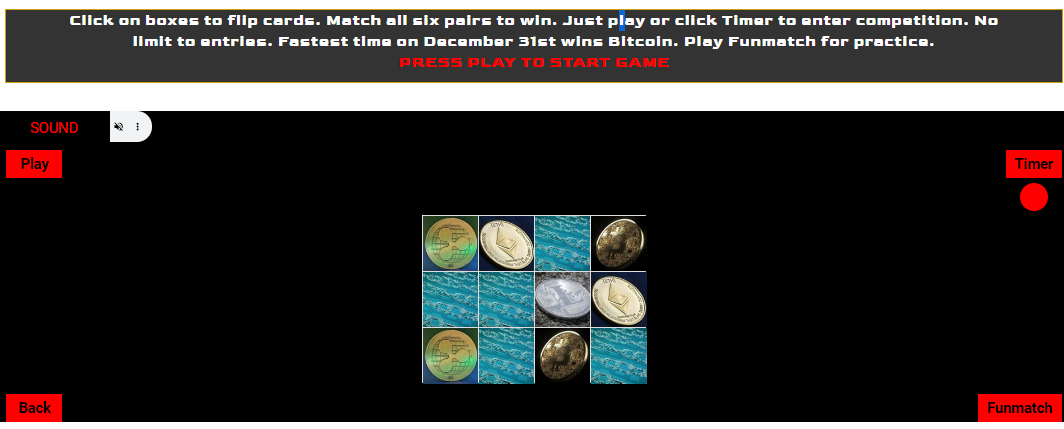 Click on boxes to flip cards. Match all six pairs to win. Just play or click Timer to enter competition. No
limit to entries. Fastest time on December 31st wins Bitcoin. Play Funmatch for practice.
PRESS PLAY TO START GAME
SOUND
Play
Timer
Back
Funmatch